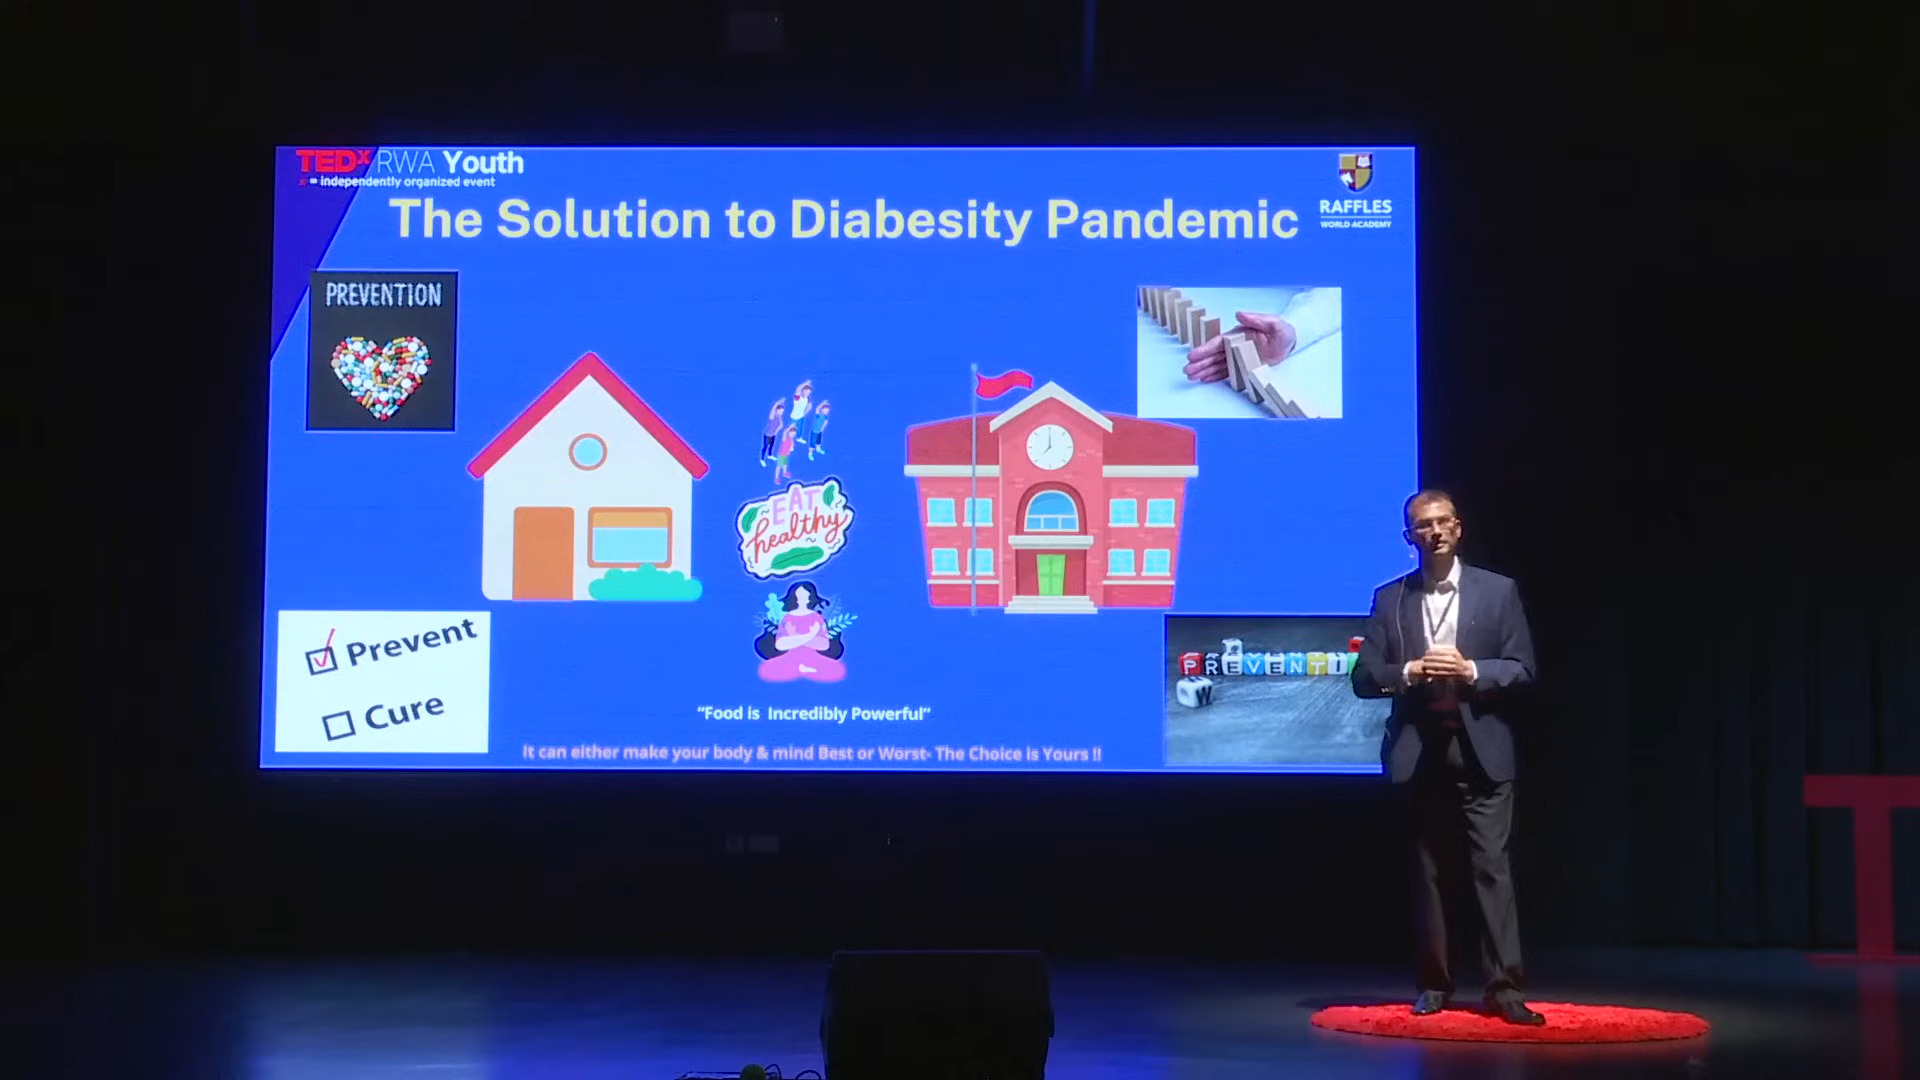 TEDx RWA Youth
x = independently organized event
RAFFLES
WORLD ACADEMY
The Solution to Diabesity Pandemic
PREVENTION
EAT
healthy
Prevent
Cure
PREVENTI
W
"Food is Incredibly Powerful"
It can either make your body & mind Best or Worst- The Choice is Yours !!
T